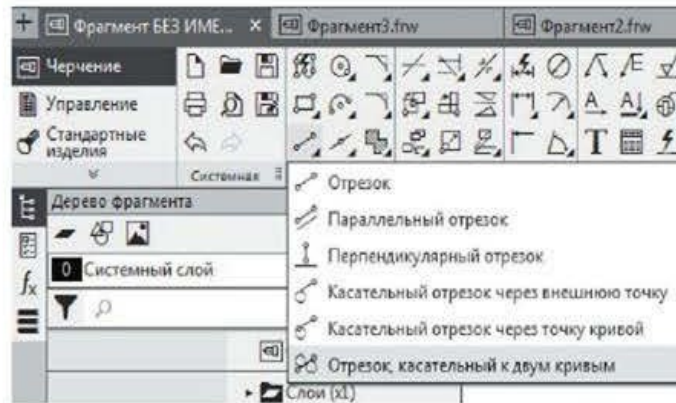 Фрагмент БЕЗ ИМЕ... × Фрагмент3.frw Фрагмент2.frw
Черчение
Управление
Стандартные изделия
Системная
Дерево фрагмента
0 Системный слой
Отрезок
Параллельный отрезок
Перпендикулярный отрезок
Касательный отрезок через внешнюю точку
Касательный отрезок через точку кривой
Отрезок, касательный к двум кривым
Слои (x1)